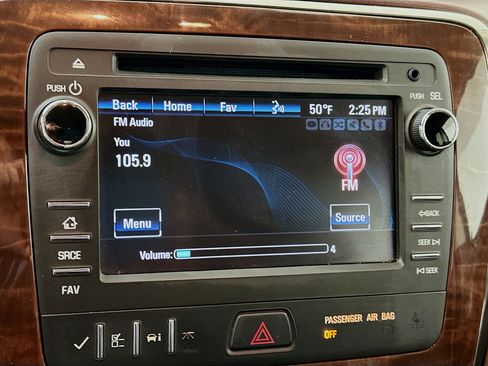 PUSH
PUSH SEL
Back Home Fav 50°F 2:25 PM
FM Audio
You
105.9
FM
BACK
Menu Source
SEEK
SRCE
Volume: 4
SEEK
FAV
PASSENGER AIR BAG
OFF